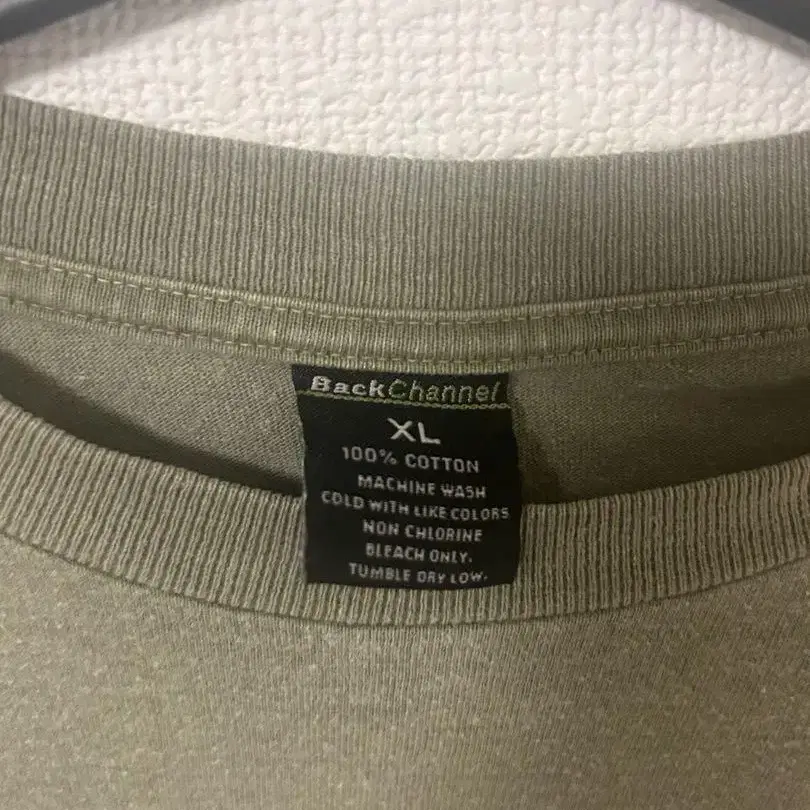 BackChannel
XL
100% COTTON
MACHINE WASH
COLD WITH LIKE COLORS
NON CHLORINE
BLEACH ONLY.
TUMBLE DRY LOW.